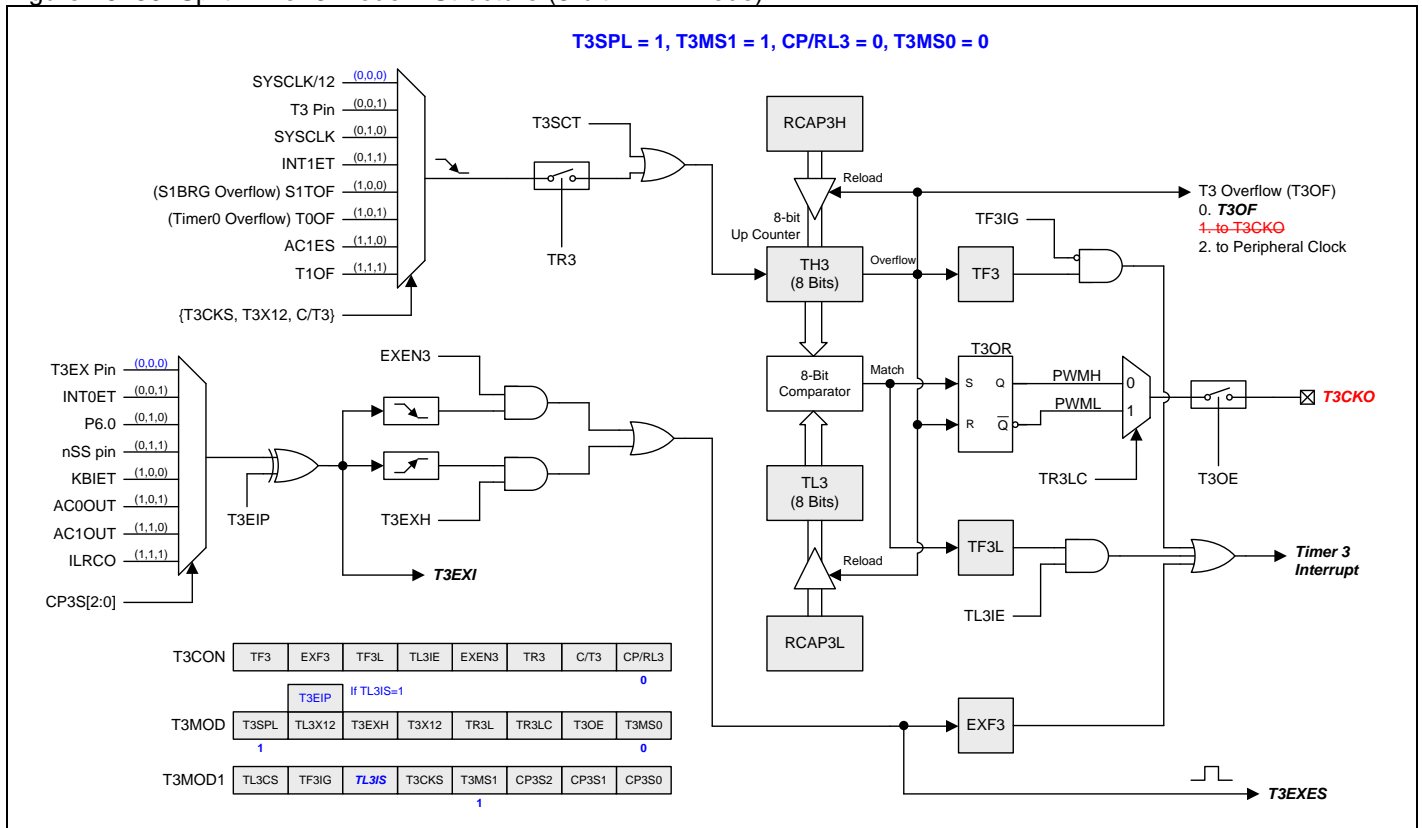 T3SPL = 1, T3MS1 = 1, CP/RL3 = 0, T3MS0 = 0
SYSCLK/12 (0,0,0)
T3 Pin (0,0,1)
SYSCLK (0,1,0)
INT1ET (0,1,1)
(S1BRG Overflow) S1TOF (1,0,0)
(Timer0 Overflow) T0OF (1,0,1)
AC1ES (1,1,0)
T1OF (1,1,1)
{T3CKS, T3X12, C/T3}
T3SCT
TR3
RCAP3H
Reload
8-bit
Up Counter
TH3
(8 Bits)
Overflow
T3 Overflow (T3OF)
0. T3OF
1. to T3CKO
2. to Peripheral Clock
TF3IG
TF3
T3EX Pin (0,0,0)
INT0ET (0,0,1)
P6.0 (0,1,0)
nSS pin (0,1,1)
KBIET (1,0,0)
AC0OUT (1,0,1)
AC1OUT (1,1,0)
ILRCO (1,1,1)
CP3S[2:0]
T3EIP
EXEN3
T3EXH
T3EXI
8-Bit
Comparator
Match
T3OR
S Q
R Q
PWMH 0
PWML 1
TR3LC
T3OE
T3CKO
TL3
(8 Bits)
Reload
RCAP3L
TF3L
TL3IE
Timer 3
Interrupt
EXF3
T3EXES
T3CON TF3 EXF3 TF3L TL3IE EXEN3 TR3 C/T3 CP/RL3
0
T3EIP If TL3IS=1
T3MOD T3SPL TL3X12 T3EXH T3X12 TR3L TR3LC T3OE T3MS0
1 0
T3MOD1 TL3CS TF3IG TL3IS T3CKS T3MS1 CP3S2 CP3S1 CP3S0
1